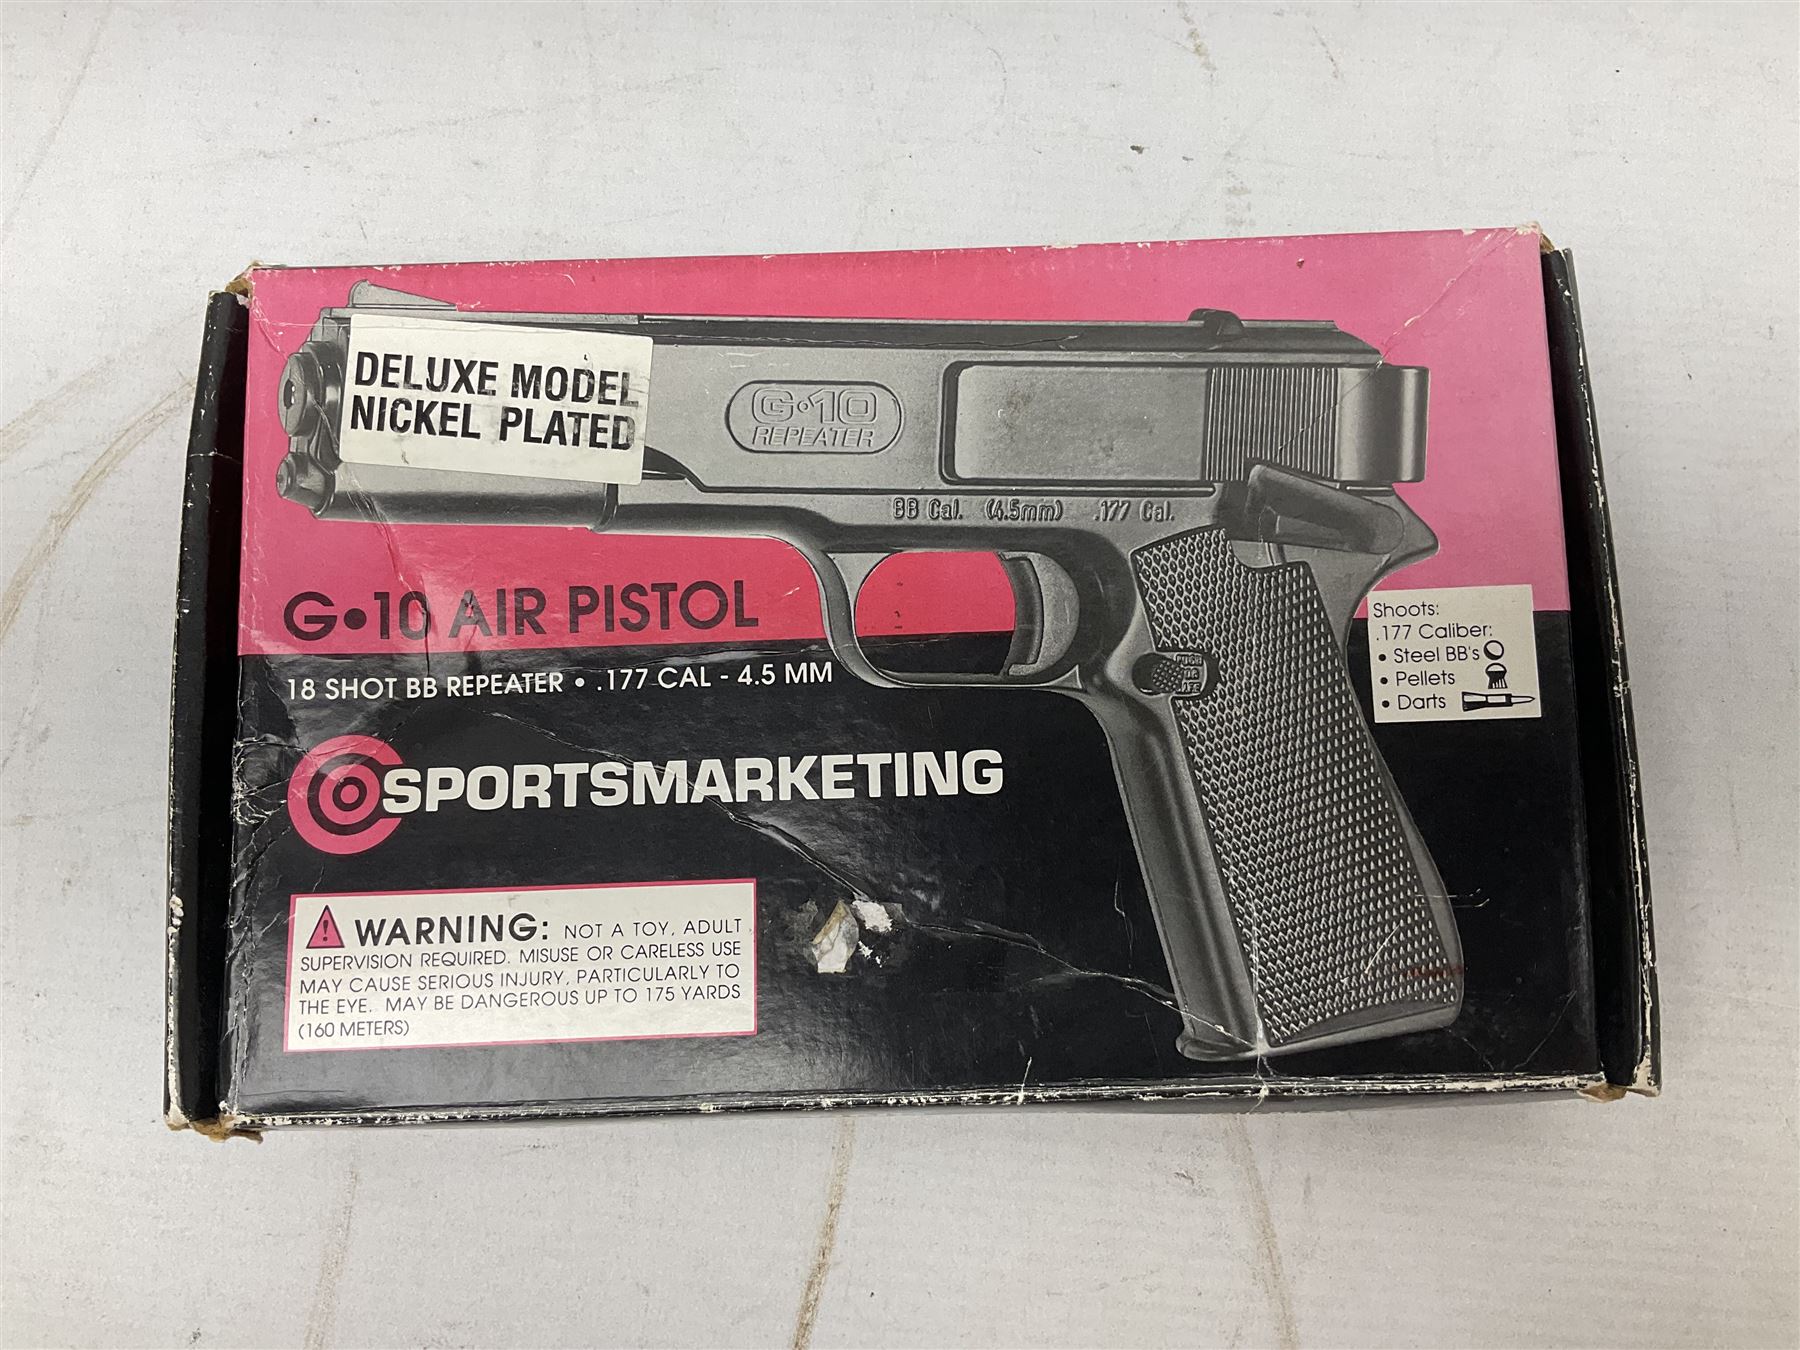 DELUXE MODEL
NICKEL PLATED
G•10
REPEATER
BB Cal. (4.5mm) .177 Cal.
G•10 AIR PISTOL
18 SHOT BB REPEATER • .177 CAL - 4.5 MM
Shoots:
.177 Caliber:
• Steel BB's
• Pellets
• Darts
SPORTSMARKETING
WARNING: NOT A TOY, ADULT
SUPERVISION REQUIRED. MISUSE OR CARELESS USE
MAY CAUSE SERIOUS INJURY, PARTICULARLY TO
THE EYE. MAY BE DANGEROUS UP TO 175 YARDS
(160 METERS)